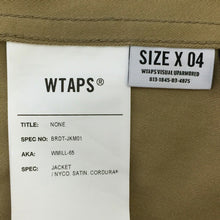 WTAPS®
TITLE: NONE
SPEC NO: BRDT-JKM01
AKA: WMILL-65
SPEC: JACKET
/ NYCO. SATIN. CORDURA®
SIZE X 04
WTAPS VISUAL UPARMORED